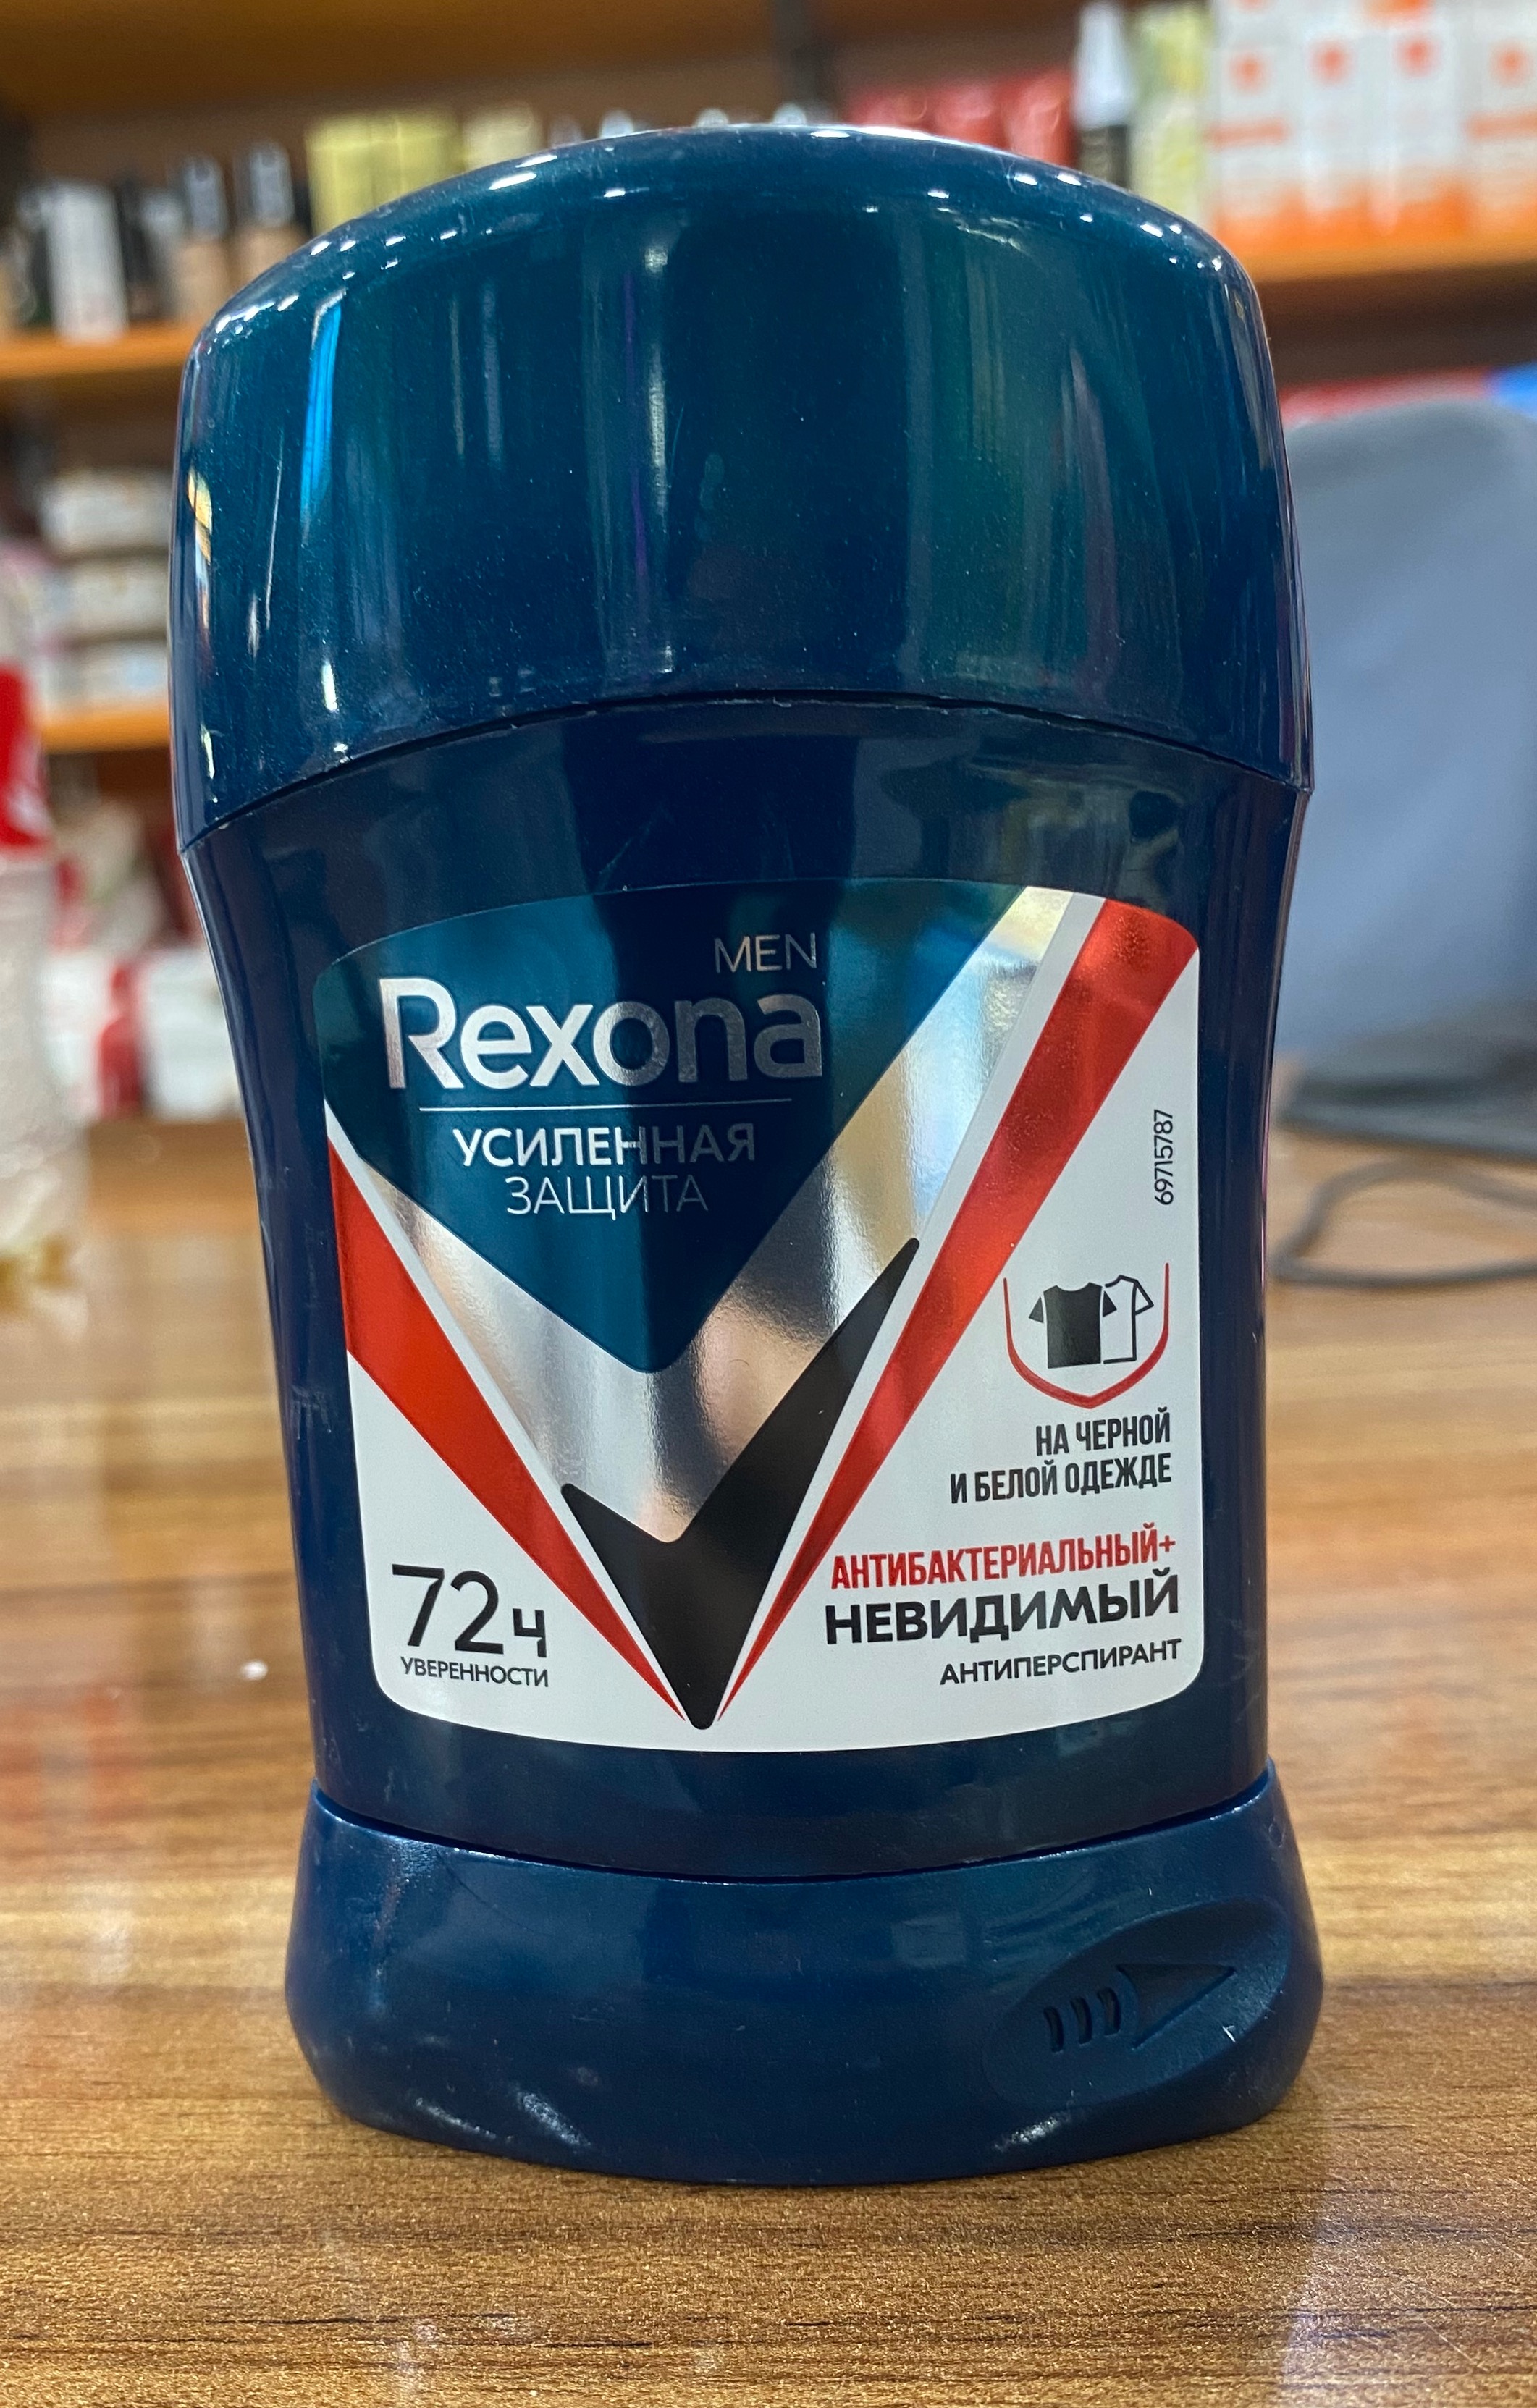 MEN
Rexona
УСИЛЕННАЯ
ЗАЩИТА
69715787
НА ЧЕРНОЙ
И БЕЛОЙ ОДЕЖДЕ
АНТИБАКТЕРИАЛЬНЫЙ+
НЕВИДИМЫЙ
АНТИПЕРСПИРАНТ
72ч
УВЕРЕННОСТИ